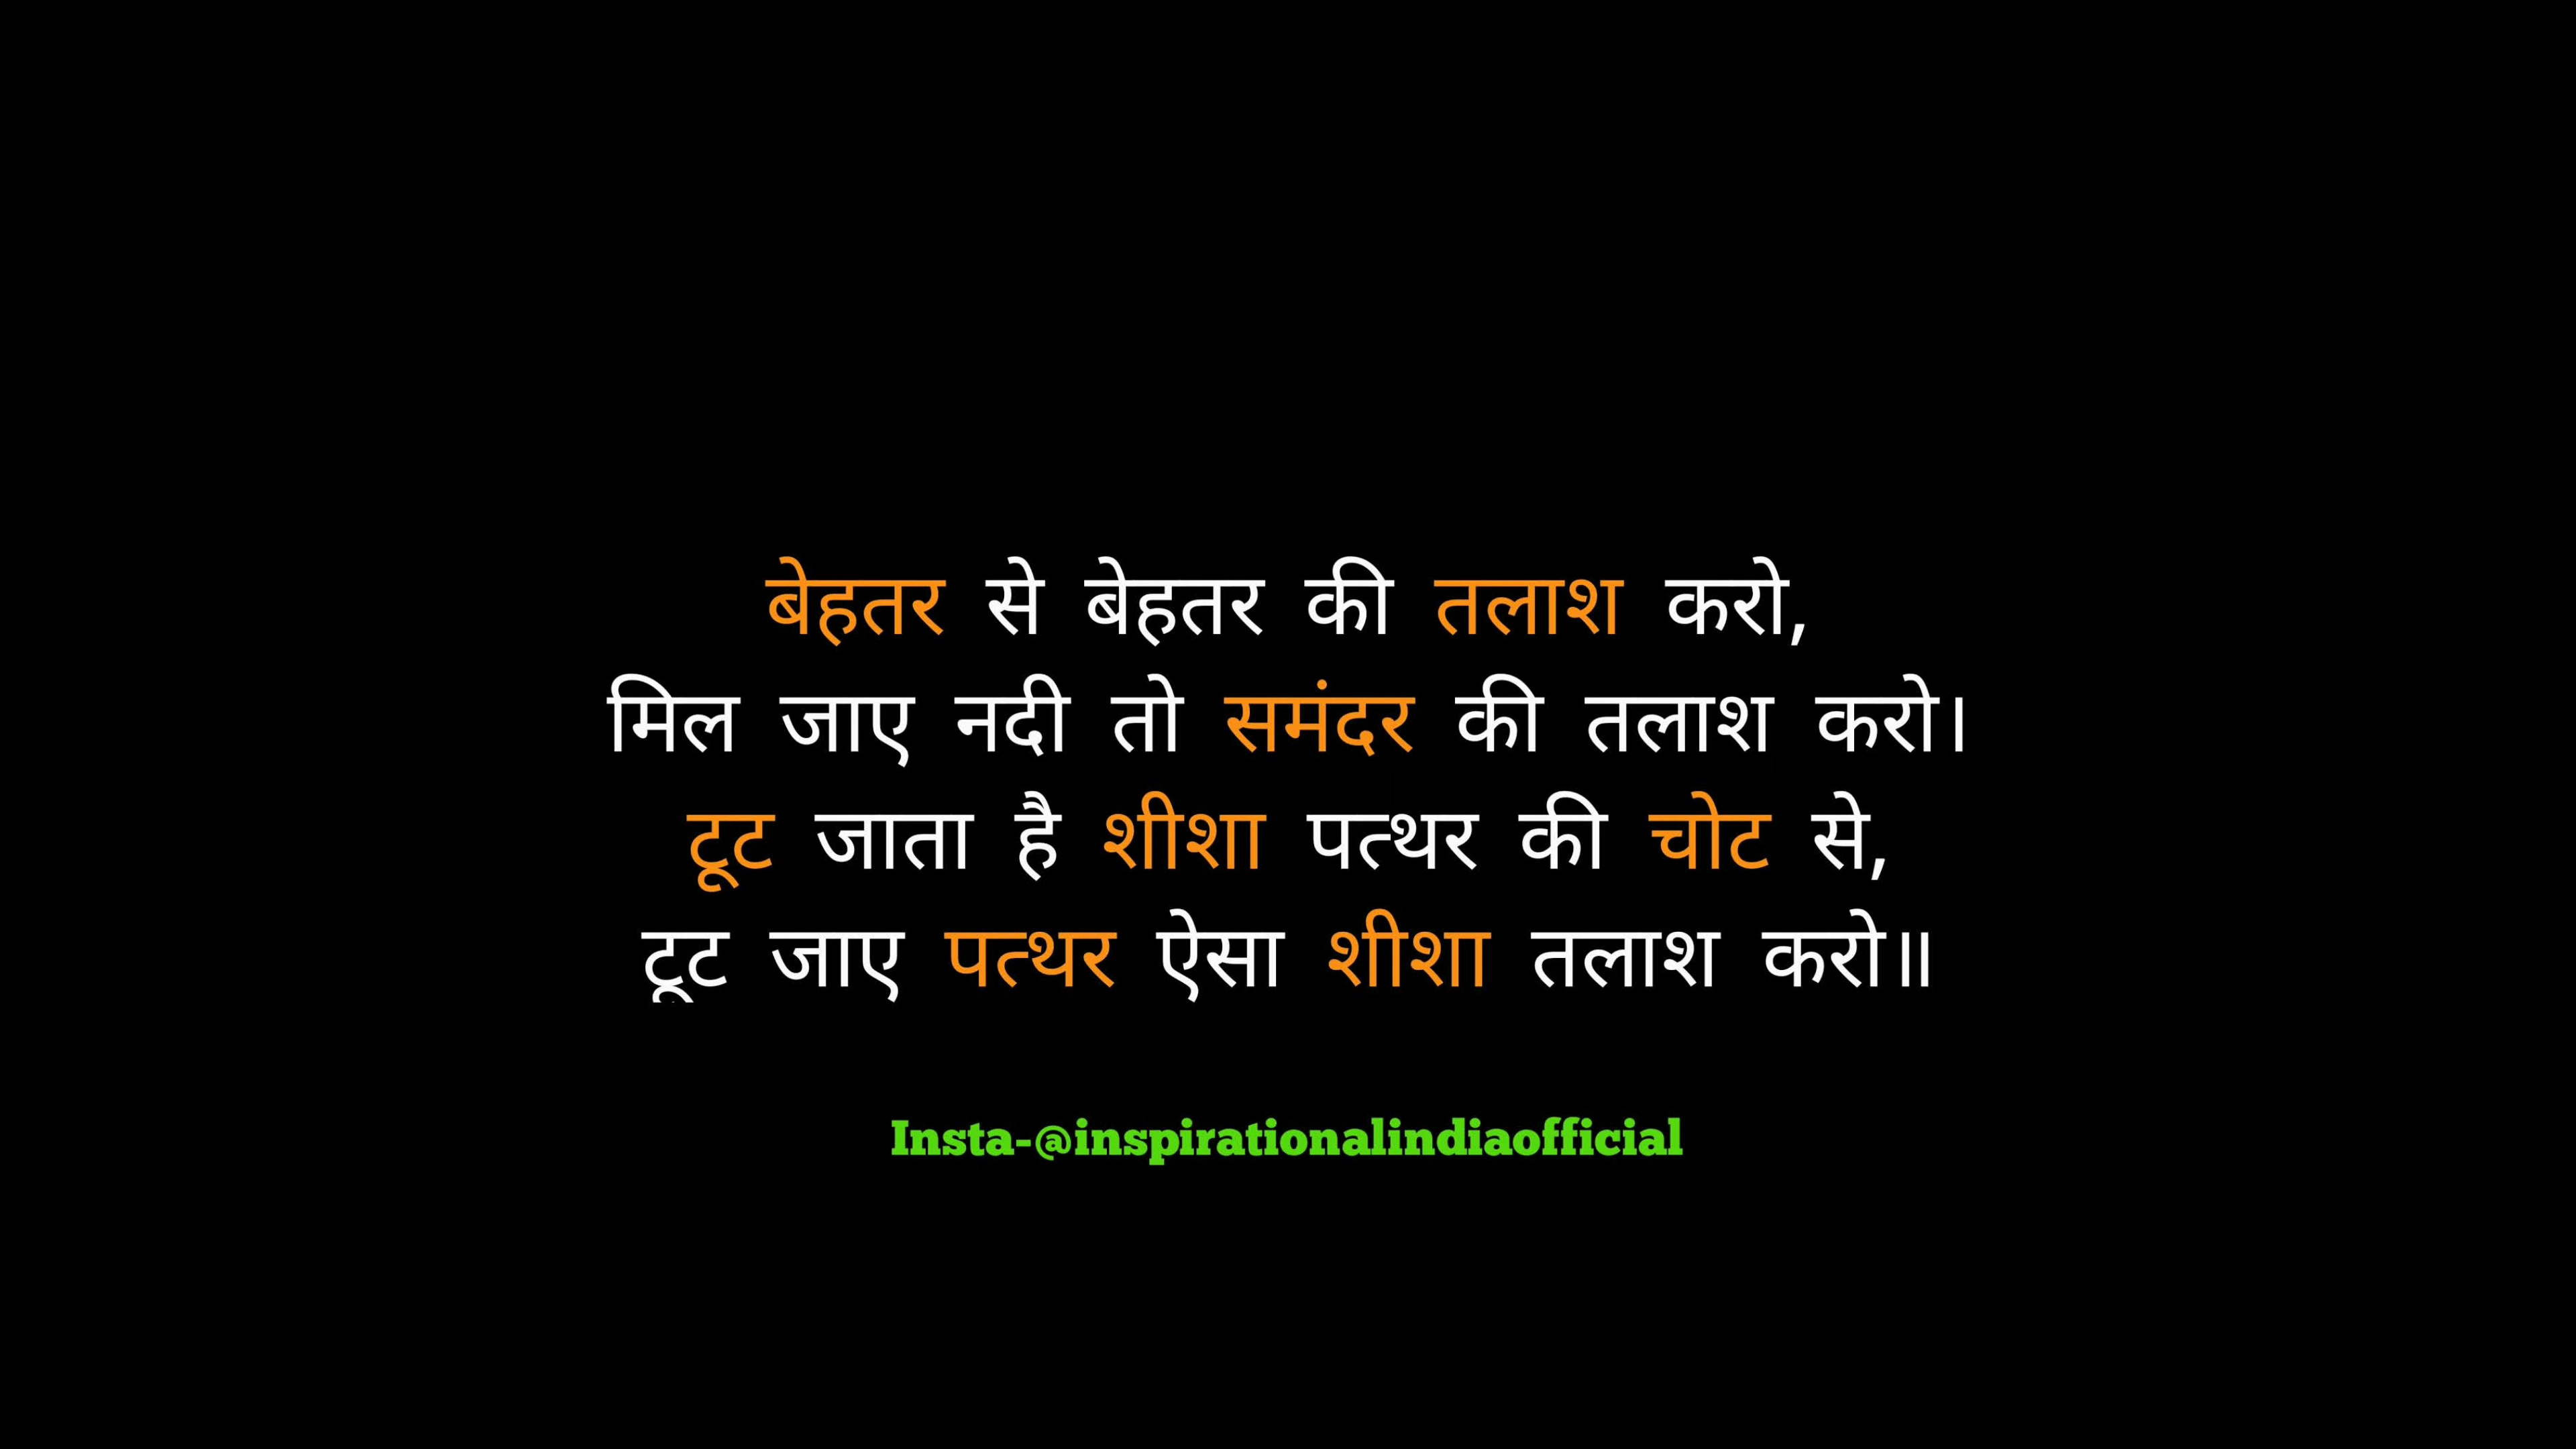 बेहतर से बेहतर की तलाश करो,
मिल जाए नदी तो समंदर की तलाश करो।
टूट जाता है शीशा पत्थर की चोट से,
टूट जाए पत्थर ऐसा शीशा तलाश करो॥
Insta-@inspirationalindiaofficial